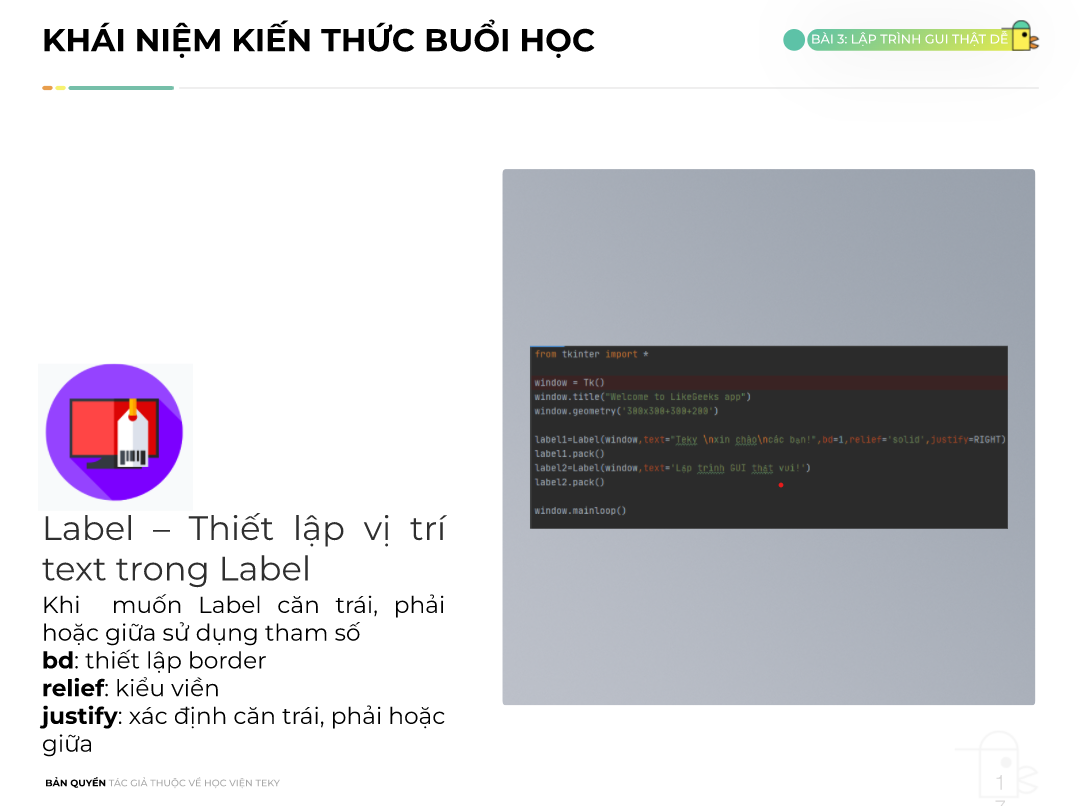 KHÁI NIỆM KIẾN THỨC BUỔI HỌC
BÀI 3: LẬP TRÌNH GUI THẬT DỄ
from tkinter import *
window = Tk()
window.title("Welcome to LikeGeeks app")
window.geometry('300x300+300+200')
label1=Label(window,text="Teky \nxin chào\ncác bạn!",bd=1,relief='solid',justify=RIGHT)
label1.pack()
label2=Label(window,text='Lập trình GUI thật vui!')
label2.pack()
window.mainloop()
Label – Thiết lập vị trí
text trong Label
Khi muốn Label căn trái, phải
hoặc giữa sử dụng tham số
bd: thiết lập border
relief: kiểu viền
justify: xác định căn trái, phải hoặc
giữa
BẢN QUYỀN TÁC GIẢ THUỘC VỀ HỌC VIỆN TEKY
1
7